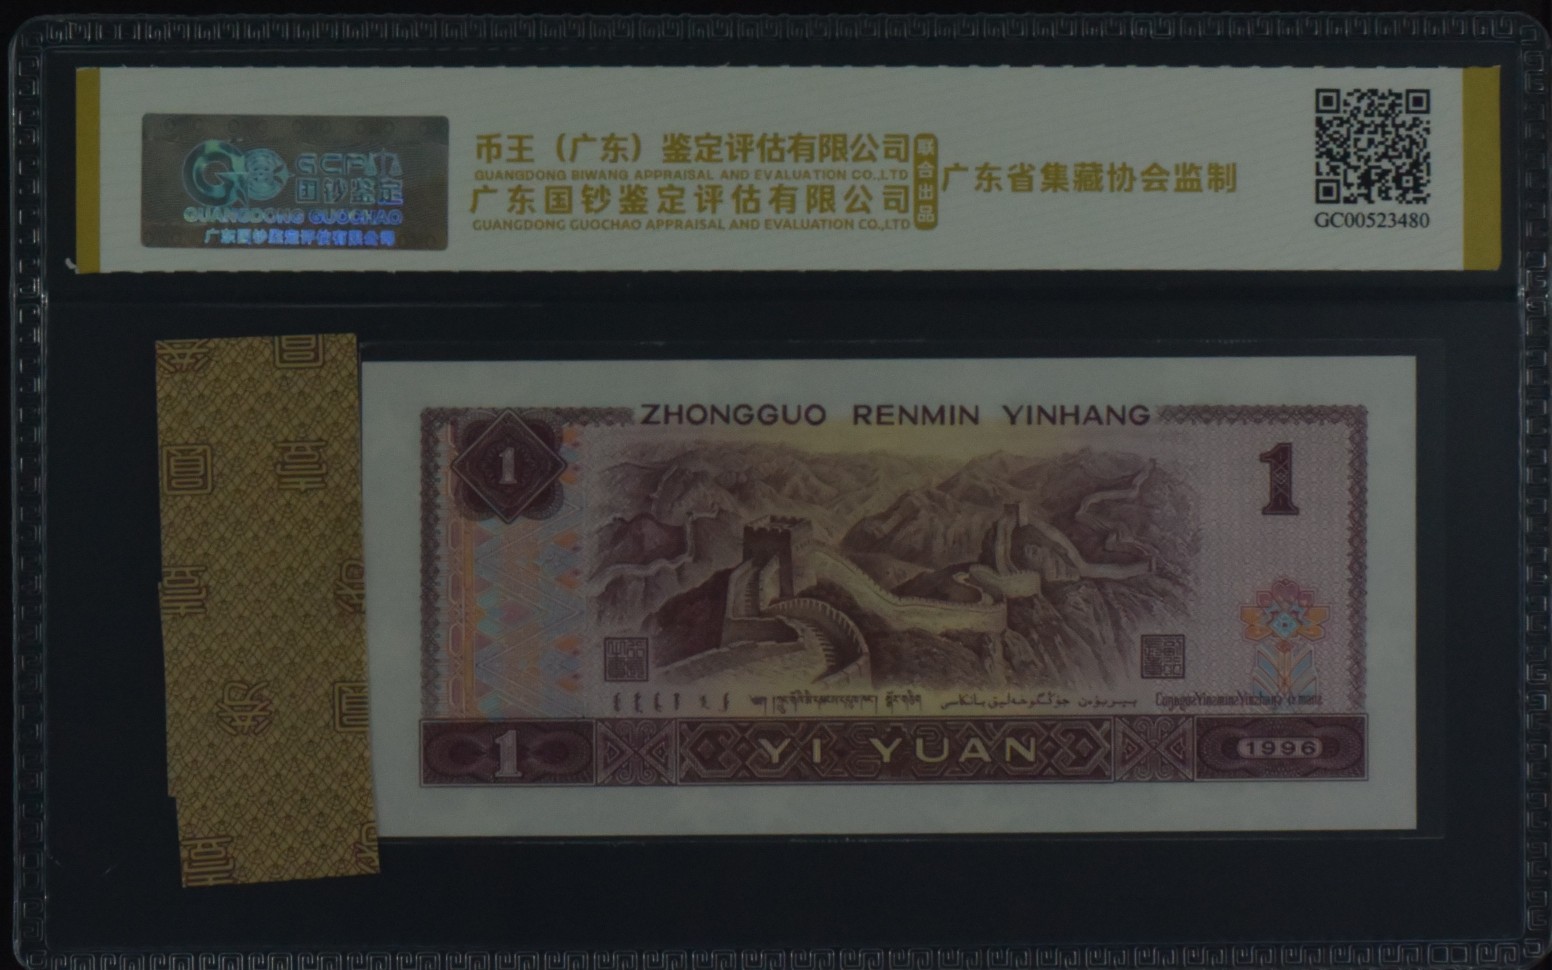 GCPA
国钞鉴定
GUANGDONG GUOCHAO
广东国钞鉴定评估有限公司
币王（广东）鉴定评估有限公司
GUANGDONG BIWANG APPRAISAL AND EVALUATION CO.,LTD
广东国钞鉴定评估有限公司
GUANGDONG GUOCHAO APPRAISAL AND EVALUATION CO.,LTD
联合出品
广东省集藏协会监制
GC00523480
ZHONGGUO RENMIN YINHANG
1
1
1
YI YUAN
1996